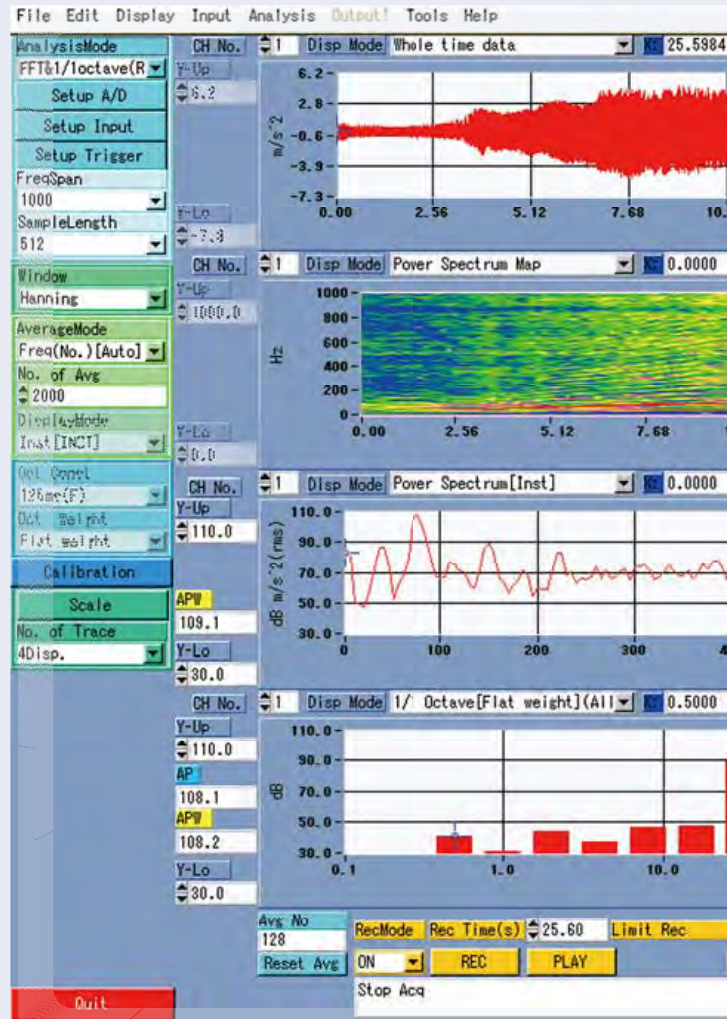 File Edit Display Input Analysis Output! Tools Help
AnalysisMode
FFT&1/1octave(R
Setup A/D
Setup Input
Setup Trigger
FreqSpan
1000
SampleLength
512
Window
Hanning
AverageMode
Freq(No.)[Auto]
No. of Avg
2000
DisplayMode
Inst[INCT]
Flat weight
Calibration
Scale
No. of Trace
4Disp.
Quit
CH No. 1 Disp Mode Whole time data X: 25.5984
Y-Up
6.2
6.2
2.8
-0.6
-3.9
-7.3
m/s^2
Y-Lo
0.00 2.56 5.12 7.68 10.
CH No. 1 Disp Mode Power Spectrum Map X: 0.0000
Y-Up
1000.0
1000
800
600
400
200
0
Hz
Y-Lo
0.0
0.00 2.56 5.12 7.68 1
CH No. 1 Disp Mode Power Spectrum[Inst] X: 0.0000
Y-Up
110.0
110.0
90.0
70.0
50.0
30.0
dB m/s^2(rms)
APW
109.1
Y-Lo
30.0
0 100 200 300 4
CH No. 1 Disp Mode 1/ Octave[Flat weight](All X: 0.5000
Y-Up
110.0
110.0
90.0
70.0
50.0
30.0
dB
AP
108.1
APW
108.2
Y-Lo
30.0
0.1 1.0 10.0
Avg No
128
Reset Avg
RecMode Rec Time(s) 25.60 Limit Rec
ON REC PLAY
Stop Acq